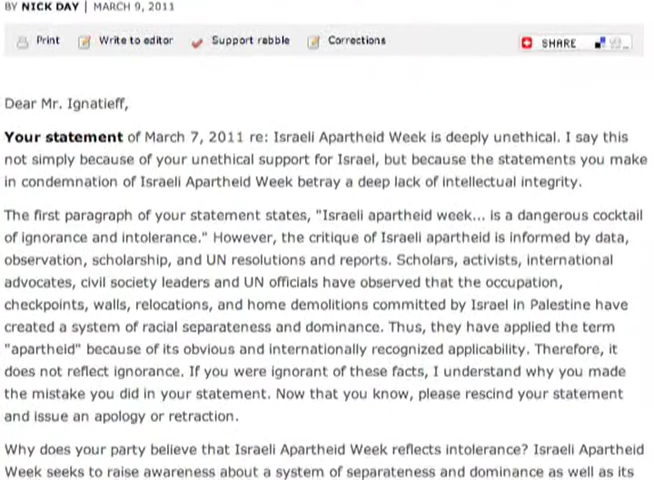 BY NICK DAY | MARCH 9, 2011
Print Write to editor Support rabble Corrections SHARE
Dear Mr. Ignatieff,
Your statement of March 7, 2011 re: Israeli Apartheid Week is deeply unethical. I say this
not simply because of your unethical support for Israel, but because the statements you make
in condemnation of Israeli Apartheid Week betray a deep lack of intellectual integrity.
The first paragraph of your statement states, "Israeli apartheid week... is a dangerous cocktail
of ignorance and intolerance." However, the critique of Israeli apartheid is informed by data,
observation, scholarship, and UN resolutions and reports. Scholars, activists, international
advocates, civil society leaders and UN officials have observed that the occupation,
checkpoints, walls, relocations, and home demolitions committed by Israel in Palestine have
created a system of racial separateness and dominance. Thus, they have applied the term
"apartheid" because of its obvious and internationally recognized applicability. Therefore, it
does not reflect ignorance. If you were ignorant of these facts, I understand why you made
the mistake you did in your statement. Now that you know, please rescind your statement
and issue an apology or retraction.
Why does your party believe that Israeli Apartheid Week reflects intolerance? Israeli Apartheid
Week seeks to raise awareness about a system of separateness and dominance as well as its